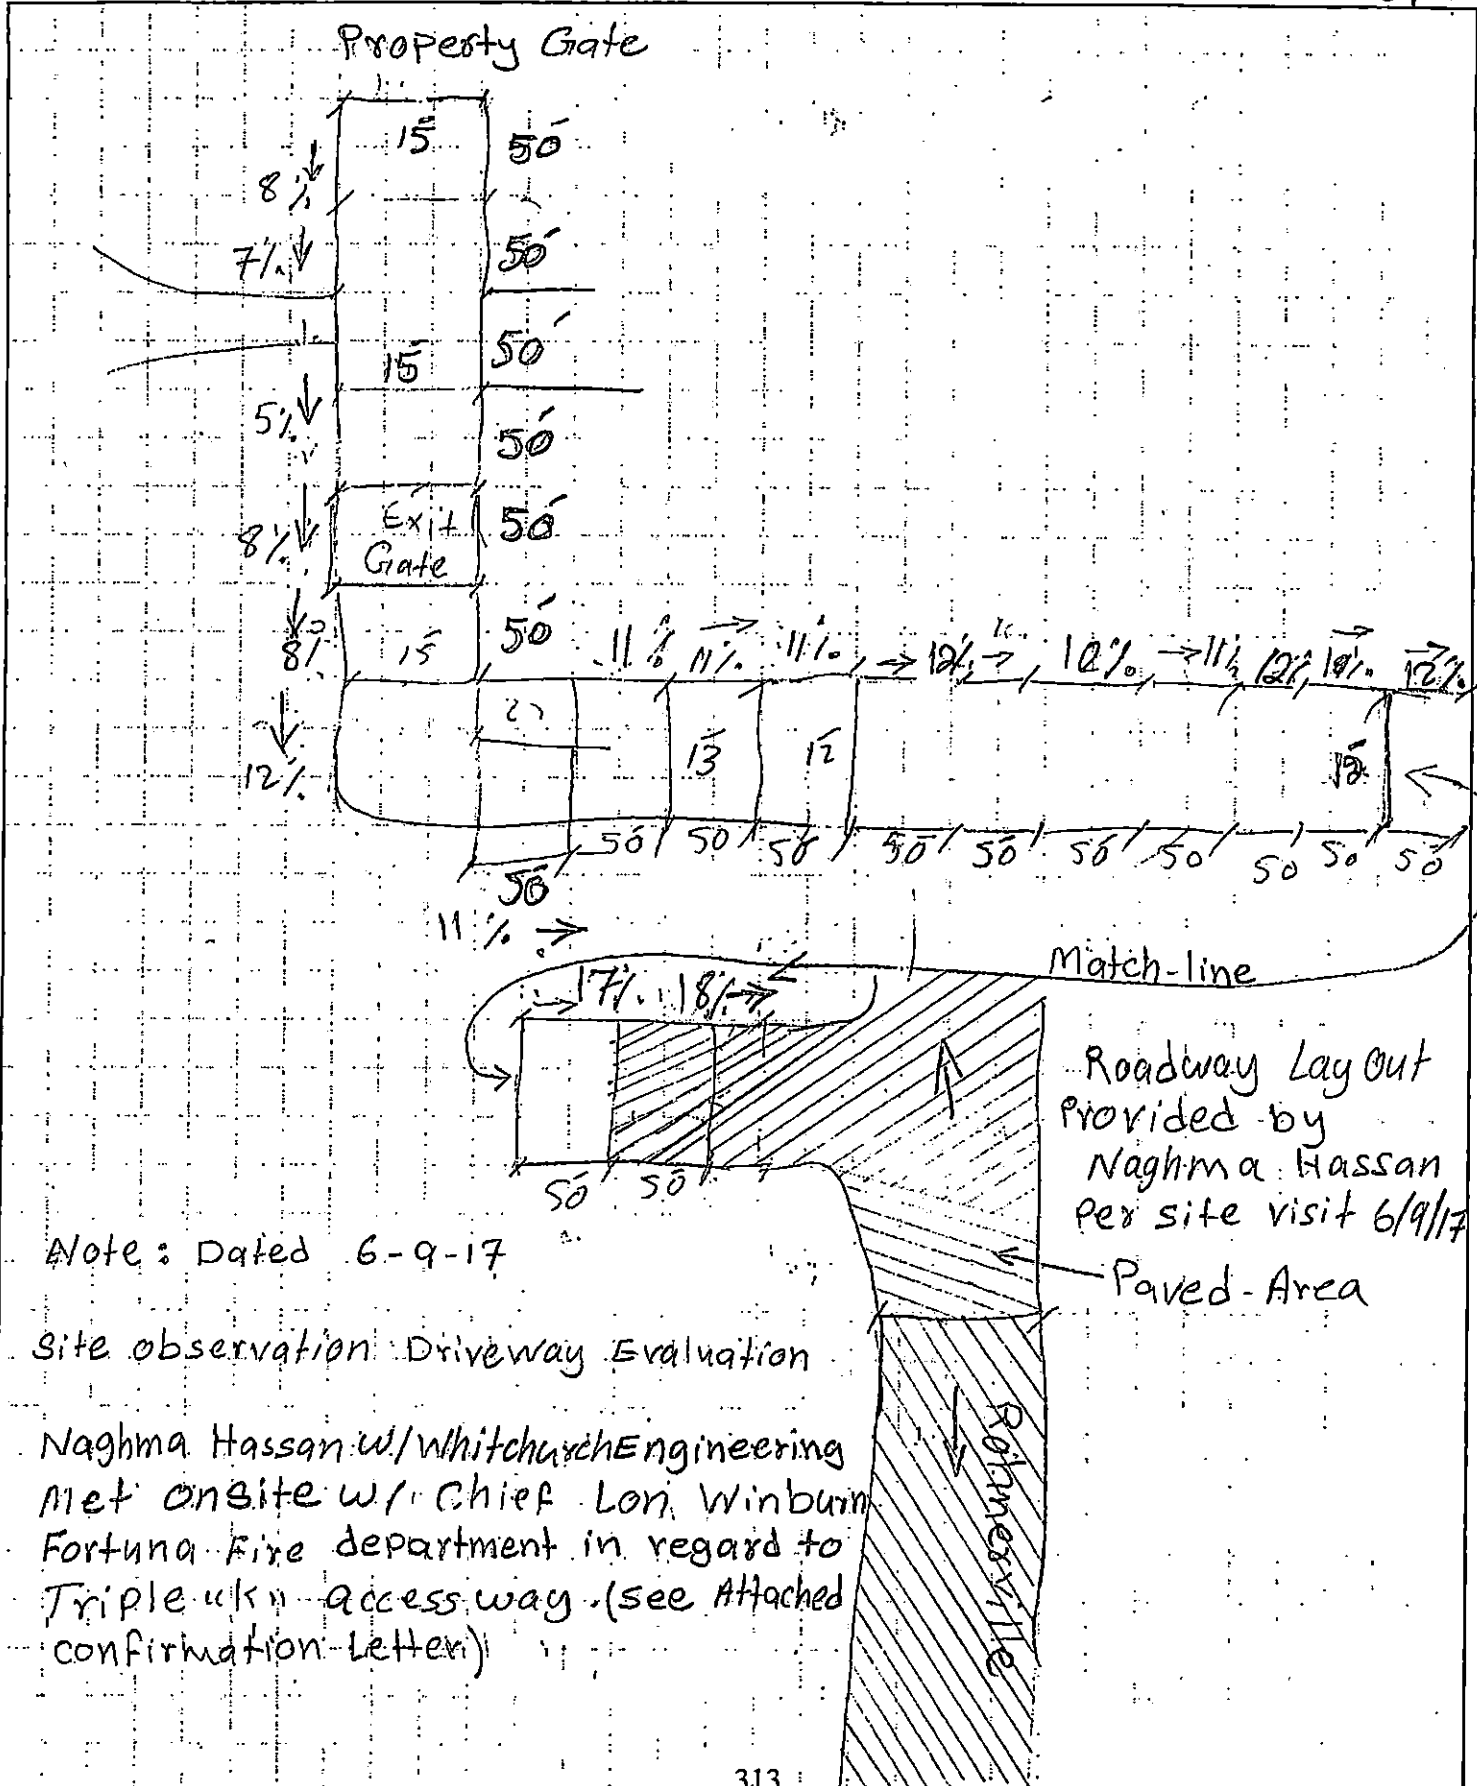 Property Gate
15
50
8%
7%
50
15
50
5%
50
8%
Exit
Gate
50
8%
15
50
11% 11% 11% 12% 12% 11% 12% 12%
12%
13
12
50 50 50 50 50 50 50 50 50 50
50
11%
Match-line
17% 18%
50 50
Roadway Lay Out
Provided by
Naghma Hassan
Per site visit 6/9/17
Paved-Area
Note: Dated 6-9-17
Site observation Driveway Evaluation
Naghma Hassan w/ Whitchurch Engineering
Met onsite w/ Chief Lon Winburn
Fortuna Fire department in regard to
Triple "K" access way. (see Attached
confirmation Letter)
Rohnerville
313